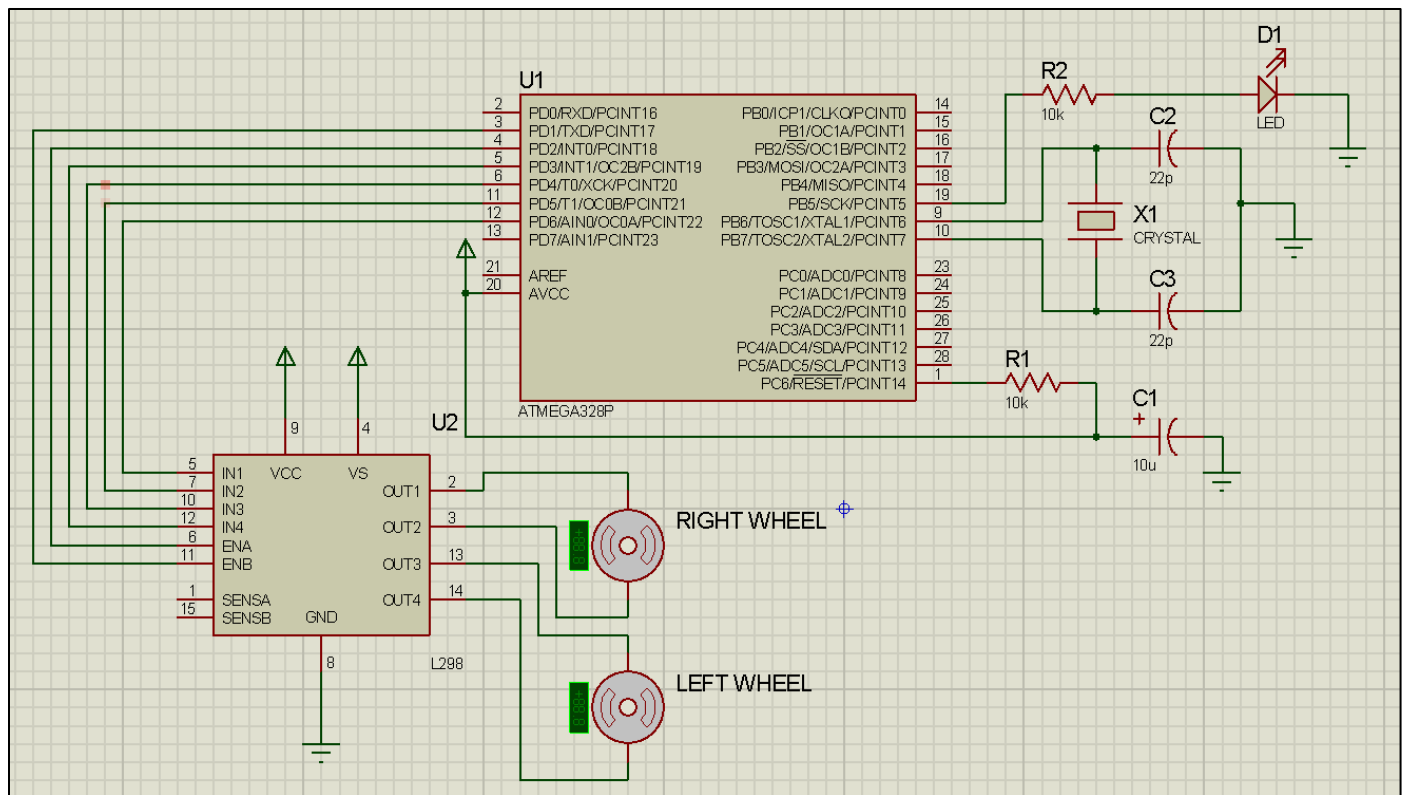 D1
LED
R2
10k
C2
22p
U1
2 PD0/RXD/PCINT16
3 PD1/TXD/PCINT17
4 PD2/INT0/PCINT18
5 PD3/INT1/OC2B/PCINT19
6 PD4/T0/XCK/PCINT20
11 PD5/T1/OC0B/PCINT21
12 PD6/AIN0/OC0A/PCINT22
13 PD7/AIN1/PCINT23
21 AREF
20 AVCC
PB0/ICP1/CLKO/PCINT0 14
PB1/OC1A/PCINT1 15
PB2/SS/OC1B/PCINT2 16
PB3/MOSI/OC2A/PCINT3 17
PB4/MISO/PCINT4 18
PB5/SCK/PCINT5 19
PB6/TOSC1/XTAL1/PCINT6 9
PB7/TOSC2/XTAL2/PCINT7 10
PC0/ADC0/PCINT8 23
PC1/ADC1/PCINT9 24
PC2/ADC2/PCINT10 25
PC3/ADC3/PCINT11 26
PC4/ADC4/SDA/PCINT12 27
PC5/ADC5/SCL/PCINT13 28
PC6/RESET/PCINT14 1
ATMEGA328P
X1
CRYSTAL
C3
22p
R1
10k
C1
+
10u
U2
9
VCC
4
VS
5 IN1
7 IN2
10 IN3
12 IN4
6 ENA
11 ENB
1 SENSA
15 SENSB
OUT1 2
OUT2 3
OUT3 13
OUT4 14
GND
8
L298
RIGHT WHEEL
LEFT WHEEL